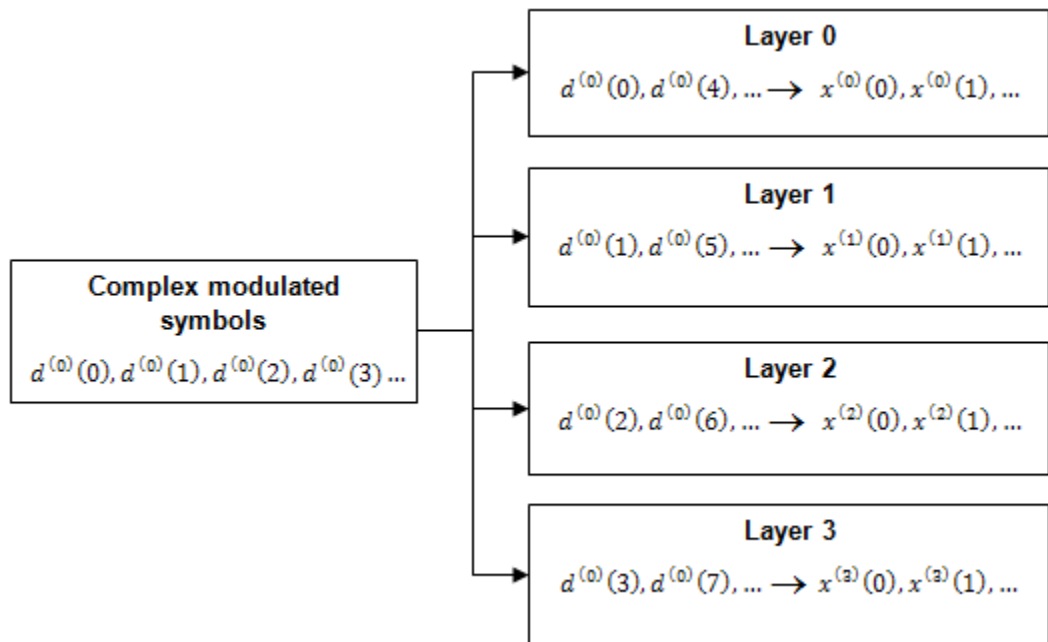 Layer 0
d⁽⁰⁾(0), d⁽⁰⁾(4), ... → x⁽⁰⁾(0), x⁽⁰⁾(1), ...
Layer 1
d⁽⁰⁾(1), d⁽⁰⁾(5), ... → x⁽¹⁾(0), x⁽¹⁾(1), ...
Complex modulated
symbols
d⁽⁰⁾(0), d⁽⁰⁾(1), d⁽⁰⁾(2), d⁽⁰⁾(3) ...
Layer 2
d⁽⁰⁾(2), d⁽⁰⁾(6), ... → x⁽²⁾(0), x⁽²⁾(1), ...
Layer 3
d⁽⁰⁾(3), d⁽⁰⁾(7), ... → x⁽³⁾(0), x⁽³⁾(1), ...